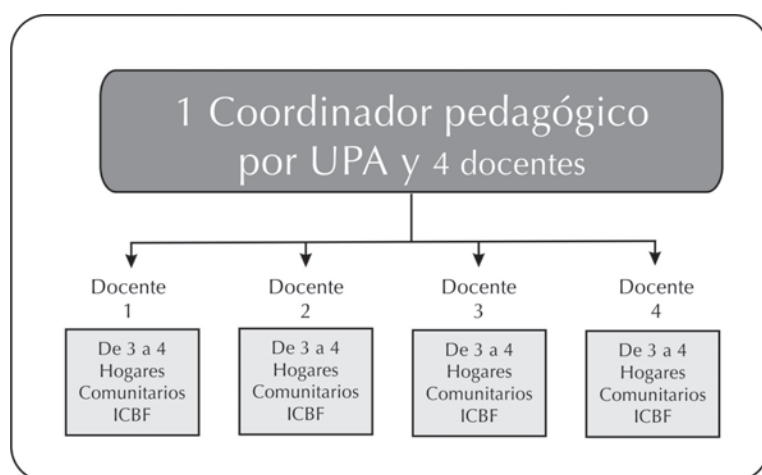 1 Coordinador pedagógico
por UPA y 4 docentes
Docente
1
De 3 a 4
Hogares
Comunitarios
ICBF
Docente
2
De 3 a 4
Hogares
Comunitarios
ICBF
Docente
3
De 3 a 4
Hogares
Comunitarios
ICBF
Docente
4
De 3 a 4
Hogares
Comunitarios
ICBF